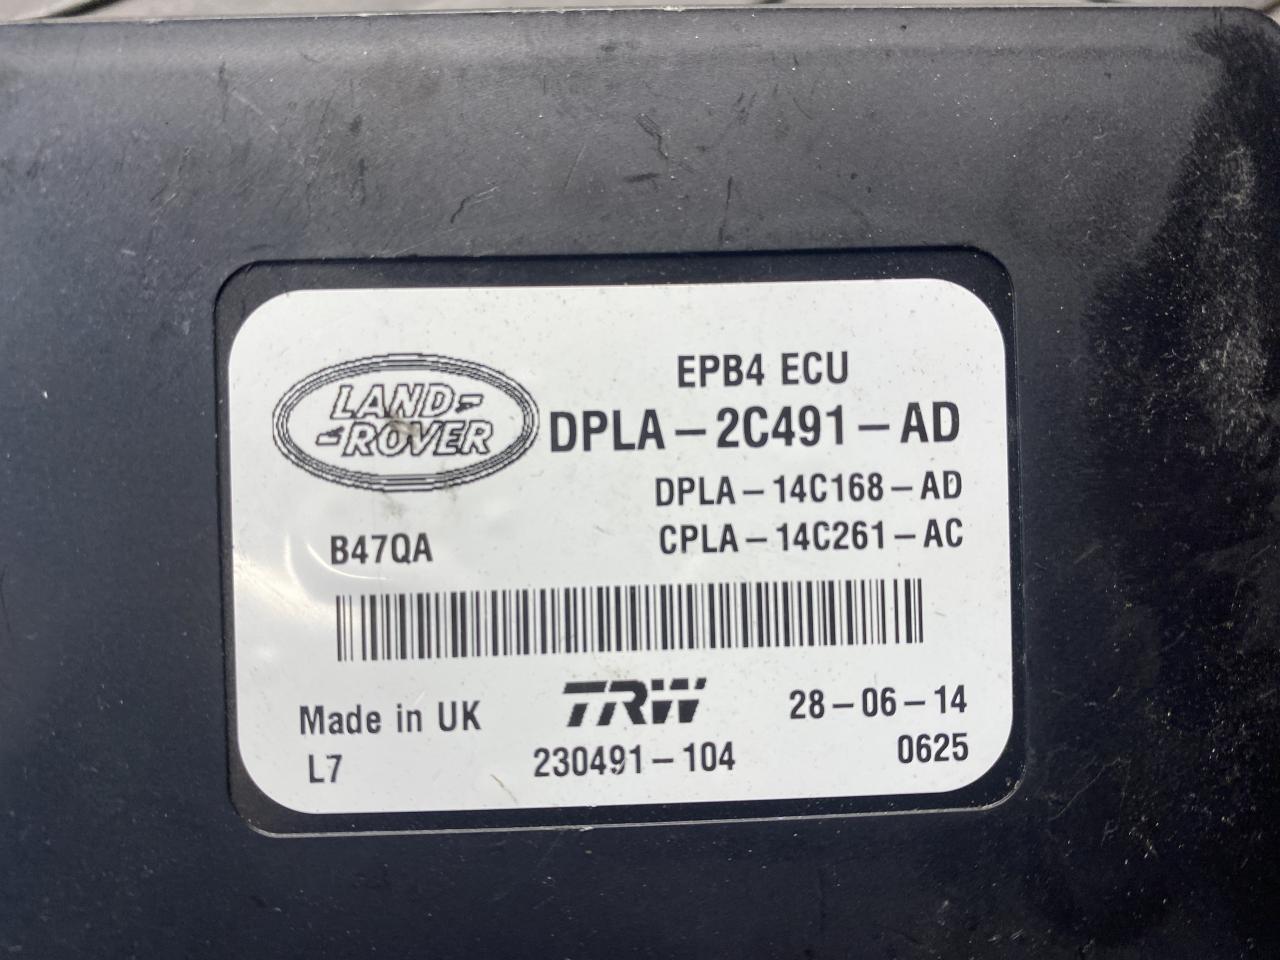 LAND-
-ROVER
EPB4 ECU
DPLA-2C491-AD
DPLA-14C168-AD
CPLA-14C261-AC
B47QA
Made in UK
TRW
28-06-14
L7
230491-104
0625